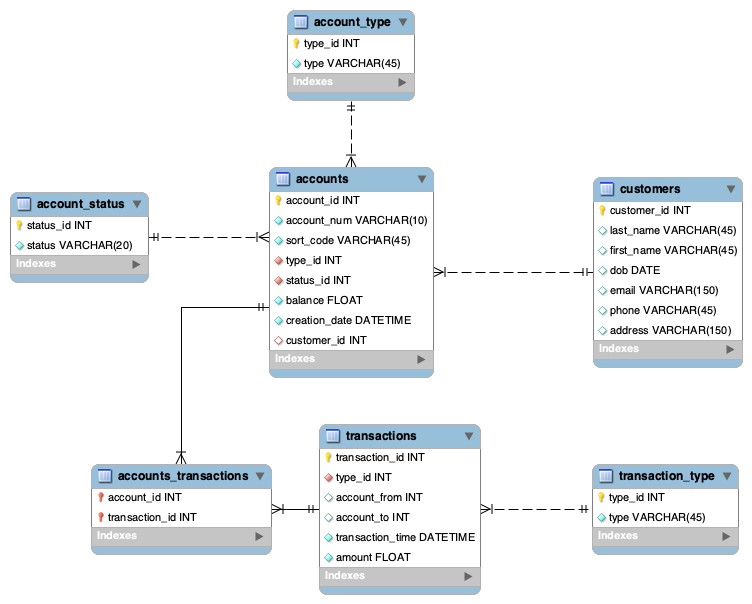 account_type
type_id INT
type VARCHAR(45)
Indexes
account_status
status_id INT
status VARCHAR(20)
Indexes
accounts
account_id INT
account_num VARCHAR(10)
sort_code VARCHAR(45)
type_id INT
status_id INT
balance FLOAT
creation_date DATETIME
customer_id INT
Indexes
customers
customer_id INT
last_name VARCHAR(45)
first_name VARCHAR(45)
dob DATE
email VARCHAR(150)
phone VARCHAR(45)
address VARCHAR(150)
Indexes
accounts_transactions
account_id INT
transaction_id INT
Indexes
transactions
transaction_id INT
type_id INT
account_from INT
account_to INT
transaction_time DATETIME
amount FLOAT
Indexes
transaction_type
type_id INT
type VARCHAR(45)
Indexes